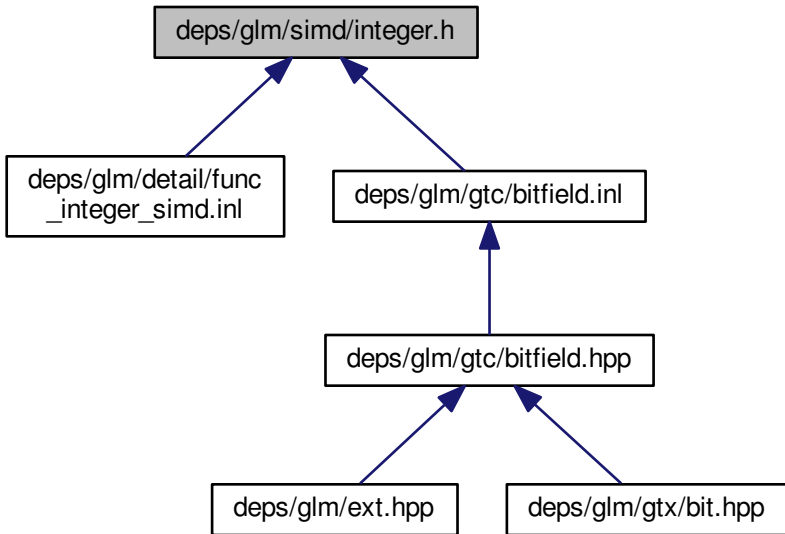 deps/glm/simd/integer.h
deps/glm/detail/func
_integer_simd.inl
deps/glm/gtc/bitfield.inl
deps/glm/gtc/bitfield.hpp
deps/glm/ext.hpp
deps/glm/gtx/bit.hpp